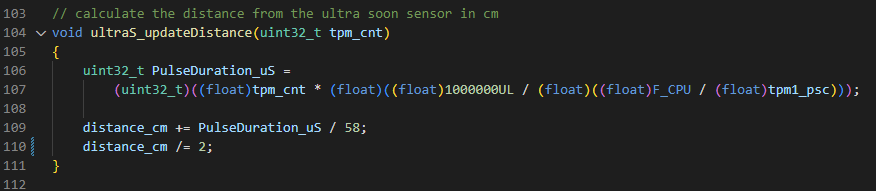 103 // calculate the distance from the ultra soon sensor in cm
104 void ultraS_updateDistance(uint32_t tpm_cnt)
105 {
106 uint32_t PulseDuration_uS =
107 (uint32_t)((float)tpm_cnt * (float)((float)1000000UL / (float)((float)F_CPU / (float)tpm1_psc)));
108
109 distance_cm += PulseDuration_uS / 58;
110 distance_cm /= 2;
111 }
112